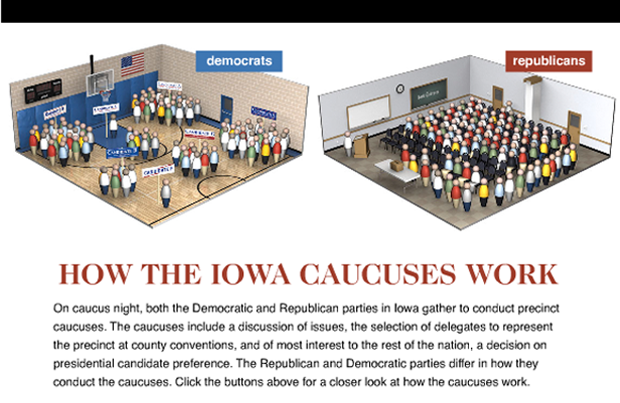 democrats
republicans
HOW THE IOWA CAUCUSES WORK
On caucus night, both the Democratic and Republican parties in Iowa gather to conduct precinct
caucuses. The caucuses include a discussion of issues, the selection of delegates to represent
the precinct at county conventions, and of most interest to the rest of the nation, a decision on
presidential candidate preference. The Republican and Democratic parties differ in how they
conduct the caucuses. Click the buttons above for a closer look at how the caucuses work.